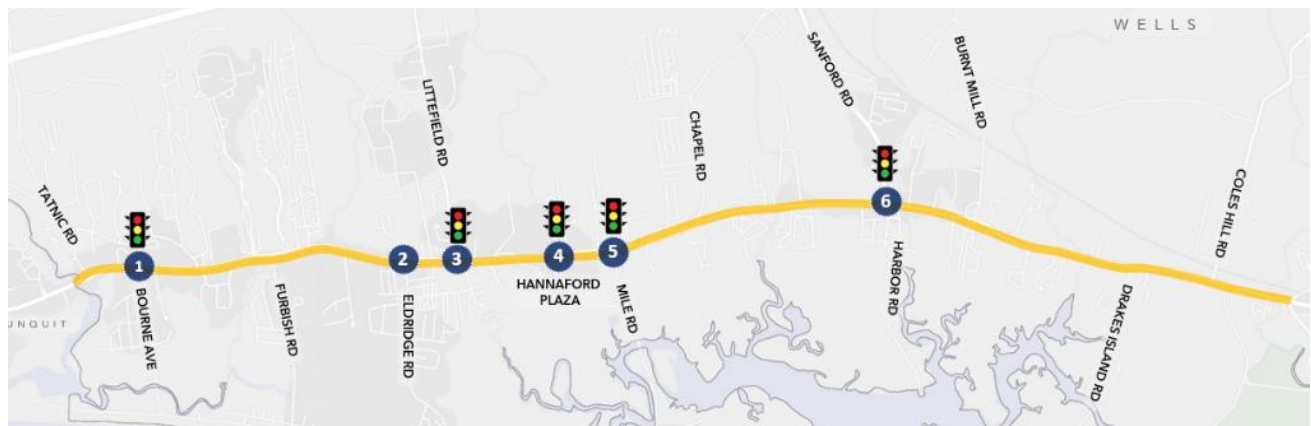 WELLS
SANFORD RD
BURNT MILL RD
LITTEFIELD RD
CHAPEL RD
TATNIC RD
COLES HILL RD
1
2
3
4
5
6
HANNAFORD
PLAZA
BOURNE AVE
FURBISH RD
ELDRIDGE RD
MILE RD
HARBOR RD
DRAKES ISLAND RD
UNQUIT